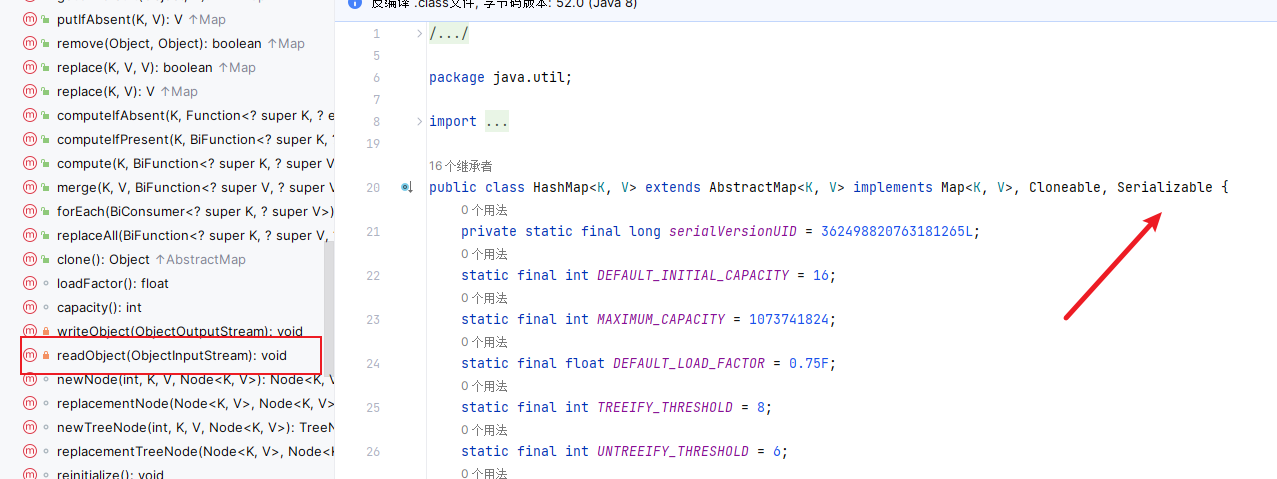 putIfAbsent(K, V): V ↑Map
remove(Object, Object): boolean ↑Map
replace(K, V, V): boolean ↑Map
replace(K, V): V ↑Map
computeIfAbsent(K, Function<? super K, ? e
computeIfPresent(K, BiFunction<? super K, ?
compute(K, BiFunction<? super K, ? super V
merge(K, V, BiFunction<? super V, ? super V
forEach(BiConsumer<? super K, ? super V>)
replaceAll(BiFunction<? super K, ? super V,
clone(): Object ↑AbstractMap
loadFactor(): float
capacity(): int
writeObject(ObjectOutputStream): void
readObject(ObjectInputStream): void
newNode(int, K, V, Node<K, V>): Node<K, V
replacementNode(Node<K, V>, Node<K, V>
newTreeNode(int, K, V, Node<K, V>): TreeN
replacementTreeNode(Node<K, V>, Node<K
reinitialize(): void
反编译 .class文件, 字节码版本: 52.0 (Java 8)
1 /.../
5
6 package java.util;
7
8 import ...
19
16 个继承者
20 public class HashMap<K, V> extends AbstractMap<K, V> implements Map<K, V>, Cloneable, Serializable {
0 个用法
21 private static final long serialVersionUID = 362498820763181265L;
0 个用法
22 static final int DEFAULT_INITIAL_CAPACITY = 16;
0 个用法
23 static final int MAXIMUM_CAPACITY = 1073741824;
0 个用法
24 static final float DEFAULT_LOAD_FACTOR = 0.75F;
0 个用法
25 static final int TREEIFY_THRESHOLD = 8;
0 个用法
26 static final int UNTREEIFY_THRESHOLD = 6;
0 个用法